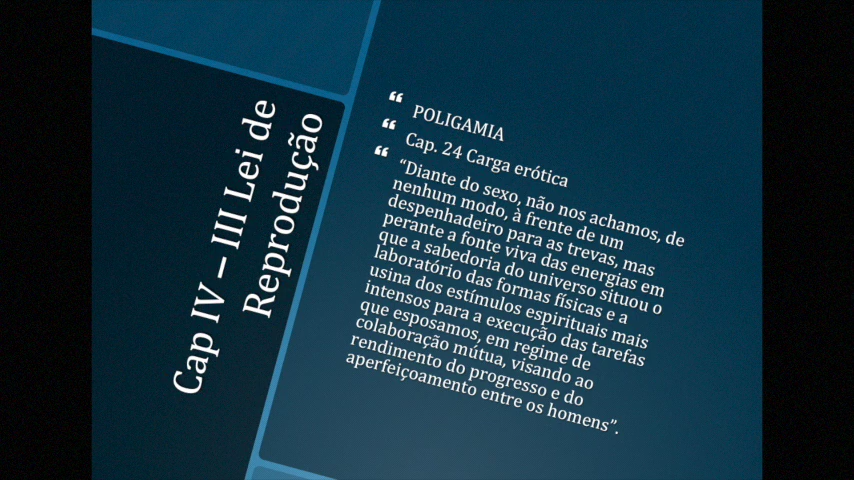 Cap IV – III Lei de
Reprodução
POLIGAMIA
Cap. 24 Carga erótica
“Diante do sexo, não nos achamos, de
nenhum modo, à frente de um
despenhadeiro para as trevas, mas
perante a fonte viva das energias em
que a sabedoria do universo situou o
laboratório das formas físicas e a
usina dos estímulos espirituais mais
intensos para a execução das tarefas
que esposamos, em regime de
colaboração mútua, visando ao
rendimento do progresso e do
aperfeiçoamento entre os homens”.